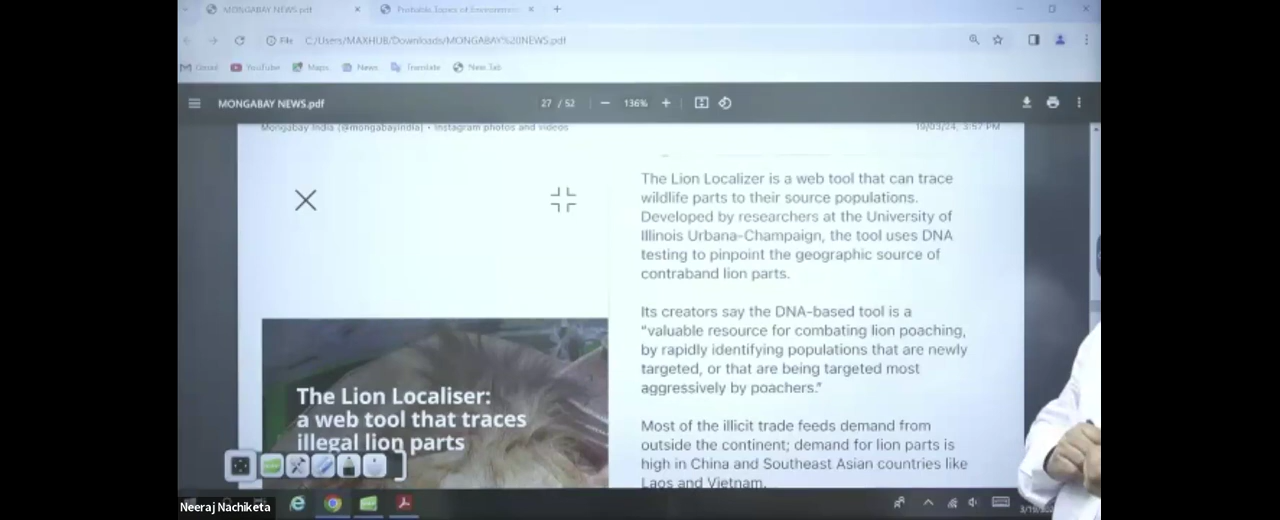 MONGABAY NEWS.pdf
Probable Topics of Environment
File
C:/Users/MAXHUB/Downloads/MONGABAY%20NEWS.pdf
Gmail
YouTube
Maps
News
Translate
New Tab
MONGABAY NEWS.pdf
27 / 52
136%
Mongabay India (@mongabayindia) • Instagram photos and videos
19/03/24, 3:57 PM
The Lion Localizer is a web tool that can trace
wildlife parts to their source populations.
Developed by researchers at the University of
Illinois Urbana-Champaign, the tool uses DNA
testing to pinpoint the geographic source of
contraband lion parts.
Its creators say the DNA-based tool is a
“valuable resource for combating lion poaching,
by rapidly identifying populations that are newly
targeted, or that are being targeted most
aggressively by poachers.”
Most of the illicit trade feeds demand from
outside the continent; demand for lion parts is
high in China and Southeast Asian countries like
Laos and Vietnam.
The Lion Localiser:
a web tool that traces
illegal lion parts
Neeraj Nachiketa